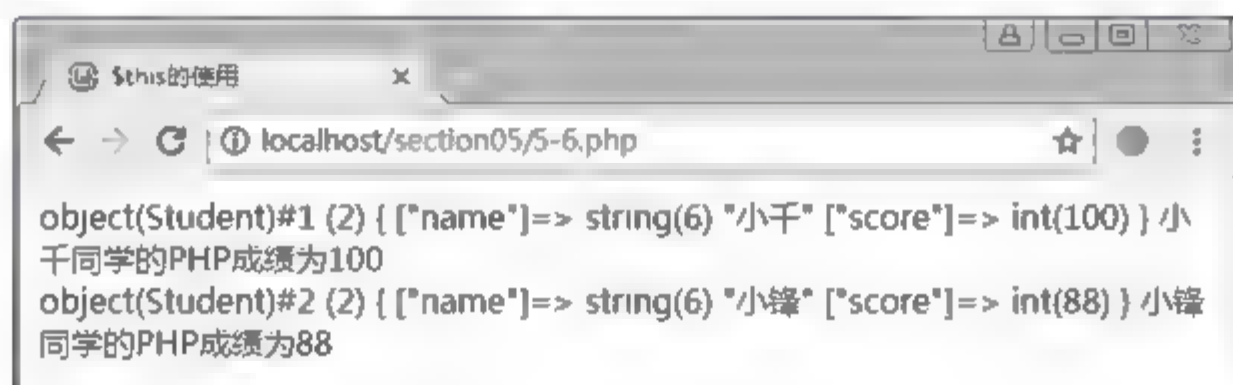 $this的使用
localhost/section05/5-6.php
object(Student)#1 (2) { ["name"]=> string(6) "小千" ["score"]=> int(100) } 小
千同学的PHP成绩为100
object(Student)#2 (2) { ["name"]=> string(6) "小锋" ["score"]=> int(88) } 小锋
同学的PHP成绩为88